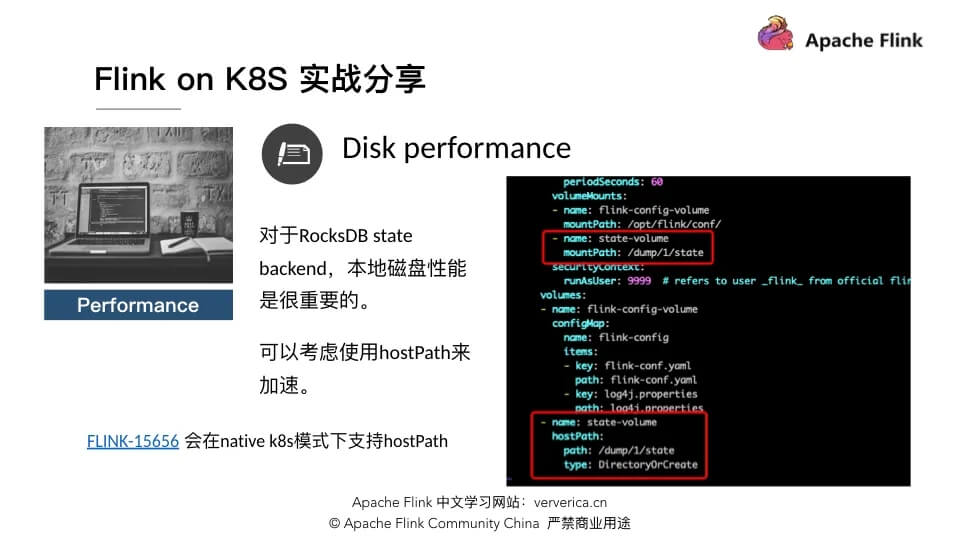 Apache Flink
Flink on K8S 实战分享
Disk performance
Performance
对于RocksDB state
backend，本地磁盘性能
是很重要的。
可以考虑使用hostPath来
加速。
FLINK-15656 会在native k8s模式下支持hostPath
periodSeconds: 60
volumeMounts:
- name: flink-config-volume
mountPath: /opt/flink/conf/
- name: state-volume
mountPath: /dump/1/state
securityContext:
runAsUser: 9999 # refers to user _flink_ from official flin
volumes:
- name: flink-config-volume
configMap:
name: flink-config
items:
- key: flink-conf.yaml
path: flink-conf.yaml
- key: log4j.properties
path: log4j.properties
- name: state-volume
hostPath:
path: /dump/1/state
type: DirectoryOrCreate
Apache Flink 中文学习网站：ververica.cn
© Apache Flink Community China 严禁商业用途